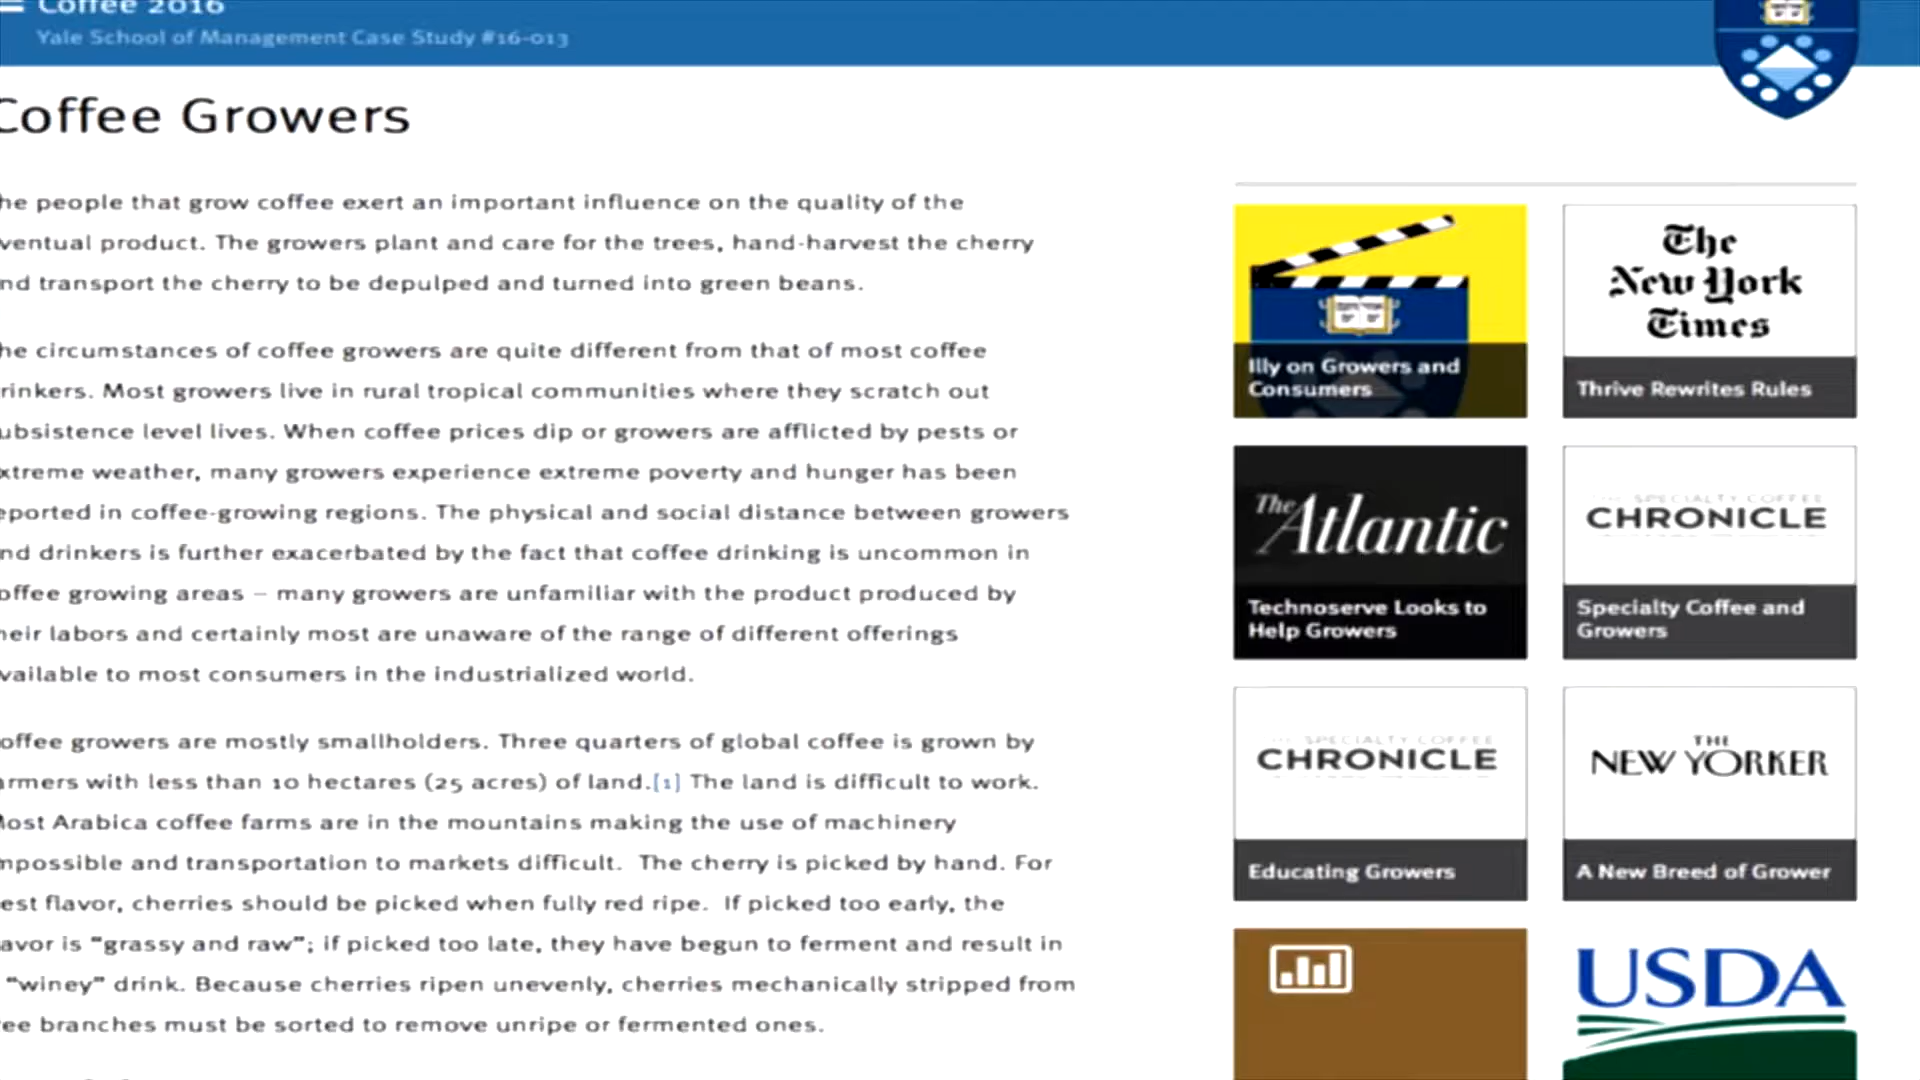 Coffee 2016
Yale School of Management Case Study #16-013
Coffee Growers
he people that grow coffee exert an important influence on the quality of the
ventual product. The growers plant and care for the trees, hand-harvest the cherry
nd transport the cherry to be depulped and turned into green beans.
he circumstances of coffee growers are quite different from that of most coffee
rinkers. Most growers live in rural tropical communities where they scratch out
ubsistence level lives. When coffee prices dip or growers are afflicted by pests or
xtreme weather, many growers experience extreme poverty and hunger has been
eported in coffee-growing regions. The physical and social distance between growers
nd drinkers is further exacerbated by the fact that coffee drinking is uncommon in
offee growing areas – many growers are unfamiliar with the product produced by
heir labors and certainly most are unaware of the range of different offerings
vailable to most consumers in the industrialized world.
offee growers are mostly smallholders. Three quarters of global coffee is grown by
armers with less than 10 hectares (25 acres) of land.[1] The land is difficult to work.
Most Arabica coffee farms are in the mountains making the use of machinery
mpossible and transportation to markets difficult. The cherry is picked by hand. For
est flavor, cherries should be picked when fully red ripe. If picked too early, the
lavor is "grassy and raw"; if picked too late, they have begun to ferment and result in
"winey" drink. Because cherries ripen unevenly, cherries mechanically stripped from
ree branches must be sorted to remove unripe or fermented ones.
Illy on Growers and
Consumers
The
New York
Times
Thrive Rewrites Rules
The Atlantic
Technoserve Looks to
Help Growers
THE SPECIALTY COFFEE
CHRONICLE
Specialty Coffee and
Growers
THE SPECIALTY COFFEE
CHRONICLE
Educating Growers
THE
NEW YORKER
A New Breed of Grower
USDA